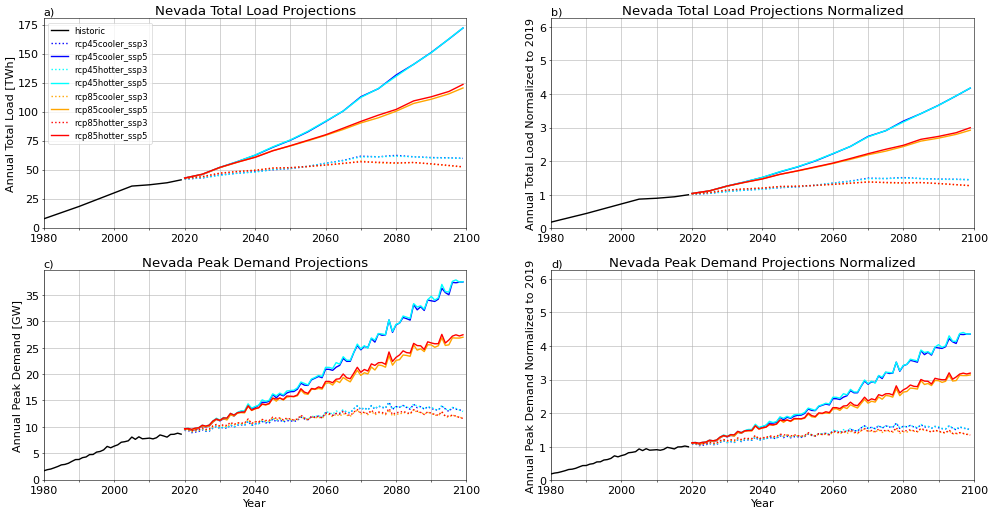 a) Nevada Total Load Projections
Annual Total Load [TWh]
175
150
125
100
75
50
25
0
historic
rcp45cooler_ssp3
rcp45cooler_ssp5
rcp45hotter_ssp3
rcp45hotter_ssp5
rcp85cooler_ssp3
rcp85cooler_ssp5
rcp85hotter_ssp3
rcp85hotter_ssp5
1980 2000 2020 2040 2060 2080 2100
b) Nevada Total Load Projections Normalized
Annual Total Load Normalized to 2019
6
5
4
3
2
1
0
1980 2000 2020 2040 2060 2080 2100
c) Nevada Peak Demand Projections
Annual Peak Demand [GW]
35
30
25
20
15
10
5
0
1980 2000 2020 2040 2060 2080 2100
Year
d) Nevada Peak Demand Projections Normalized
Annual Peak Demand Normalized to 2019
6
5
4
3
2
1
0
1980 2000 2020 2040 2060 2080 2100
Year